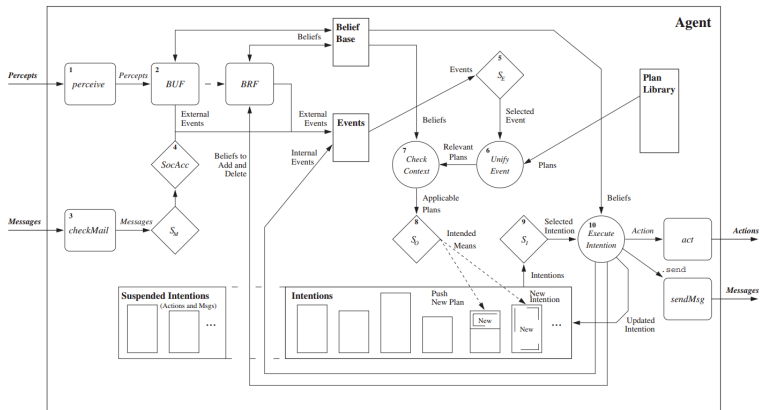 Agent
Belief
Base
Beliefs
1
perceive
Percepts
Percepts
2
BUF
BRF
External
Events
External
Events
Events
Internal
Events
Events
5
S_E
Selected
Event
Plan
Library
4
SocAcc
Beliefs to
Add and
Delete
Beliefs
7
Check
Context
Relevant
Plans
6
Unify
Event
Plans
Applicable
Plans
Beliefs
Messages
3
checkMail
Messages
S_M
8
S_O
Intended
Means
9
S_I
Selected
Intention
10
Execute
Intention
Action
act
Actions
.send
sendMsg
Messages
Intentions
Suspended Intentions
(Actions and Msgs)
...
Intentions
Push
New Plan
New
Intention
New
New
...
Updated
Intention